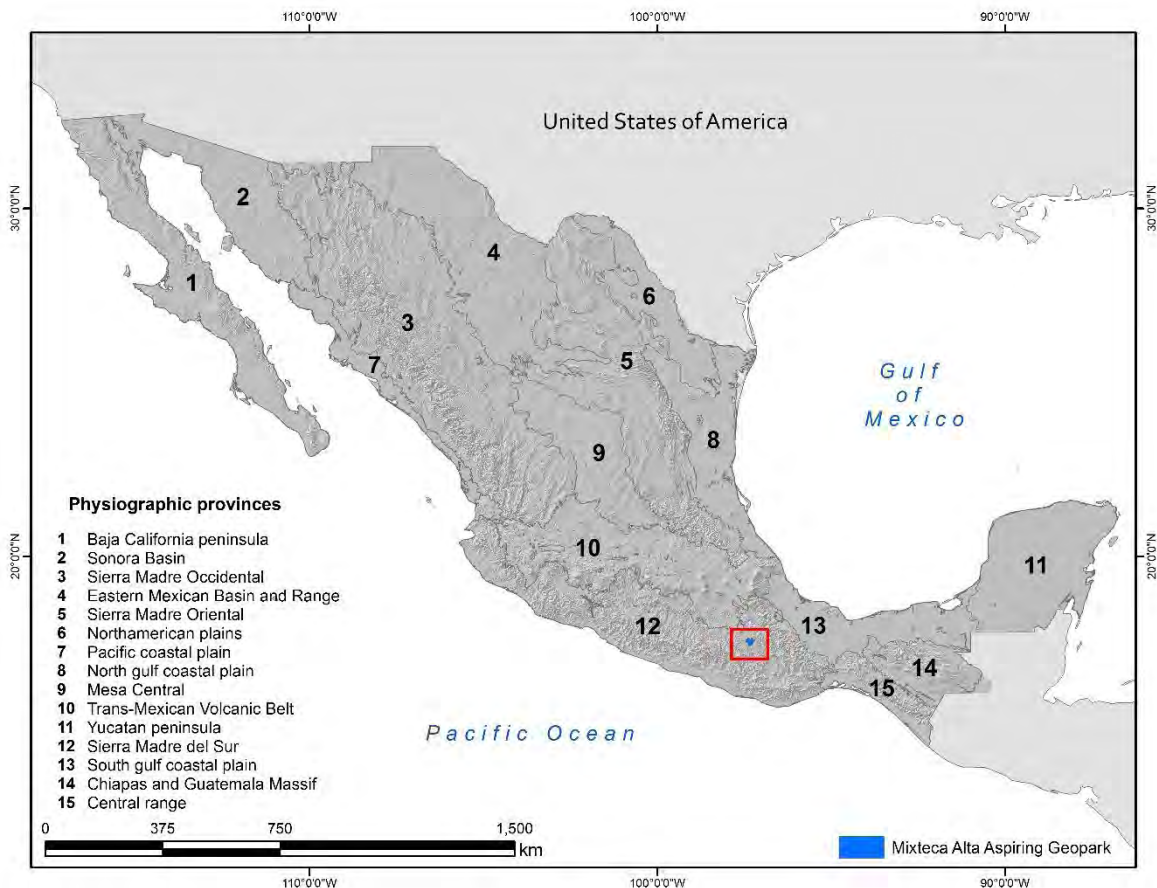 110°0'0"W 100°0'0"W 90°0'0"W
United States of America
30°0'0"N 30°0'0"N
2
4
1
6
3
5
7
Gulf
of
Mexico
8
9
Physiographic provinces
1 Baja California peninsula
2 Sonora Basin
3 Sierra Madre Occidental
4 Eastern Mexican Basin and Range
5 Sierra Madre Oriental
6 Northamerican plains
7 Pacific coastal plain
8 North gulf coastal plain
9 Mesa Central
10 Trans-Mexican Volcanic Belt
11 Yucatan peninsula
12 Sierra Madre del Sur
13 South gulf coastal plain
14 Chiapas and Guatemala Massif
15 Central range
20°0'0"N 20°0'0"N
10
11
12
13
14
15
Pacific Ocean
0 375 750 1,500
km
Mixteca Alta Aspiring Geopark
110°0'0"W 100°0'0"W 90°0'0"W